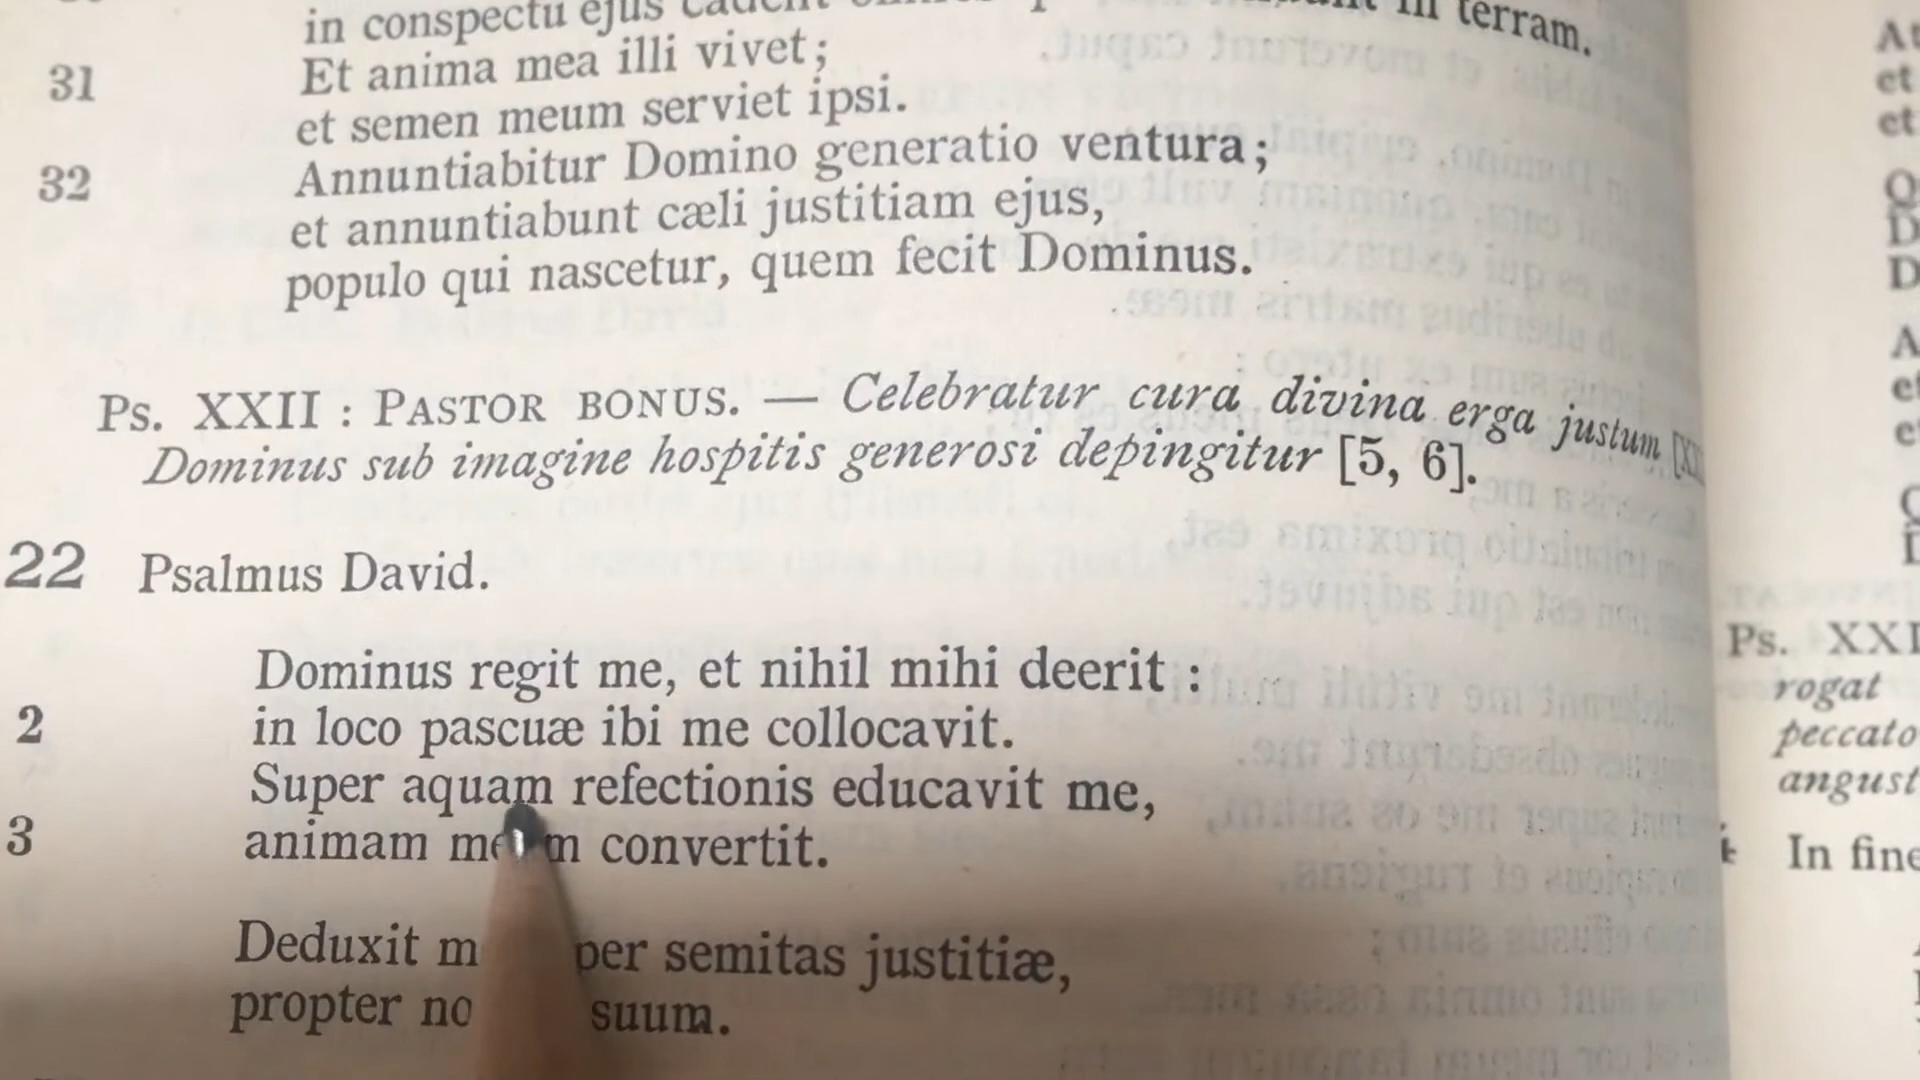 in conspectu ejus in terram.
31 Et anima mea illi vivet;
et semen meum serviet ipsi.
32 Annuntiabitur Domino generatio ventura;
et annuntiabunt cæli justitiam ejus,
populo qui nascetur, quem fecit Dominus.
Ps. XXII : PASTOR BONUS. — Celebratur cura divina erga justum
Dominus sub imagine hospitis generosi depingitur [5, 6].
22 Psalmus David.
Dominus regit me, et nihil mihi deerit :
2 in loco pascuæ ibi me collocavit.
Super aquam refectionis educavit me,
3 animam convertit.
Deduxit per semitas justitiæ,
propter suum.
et
et
Ps.
rogat
In